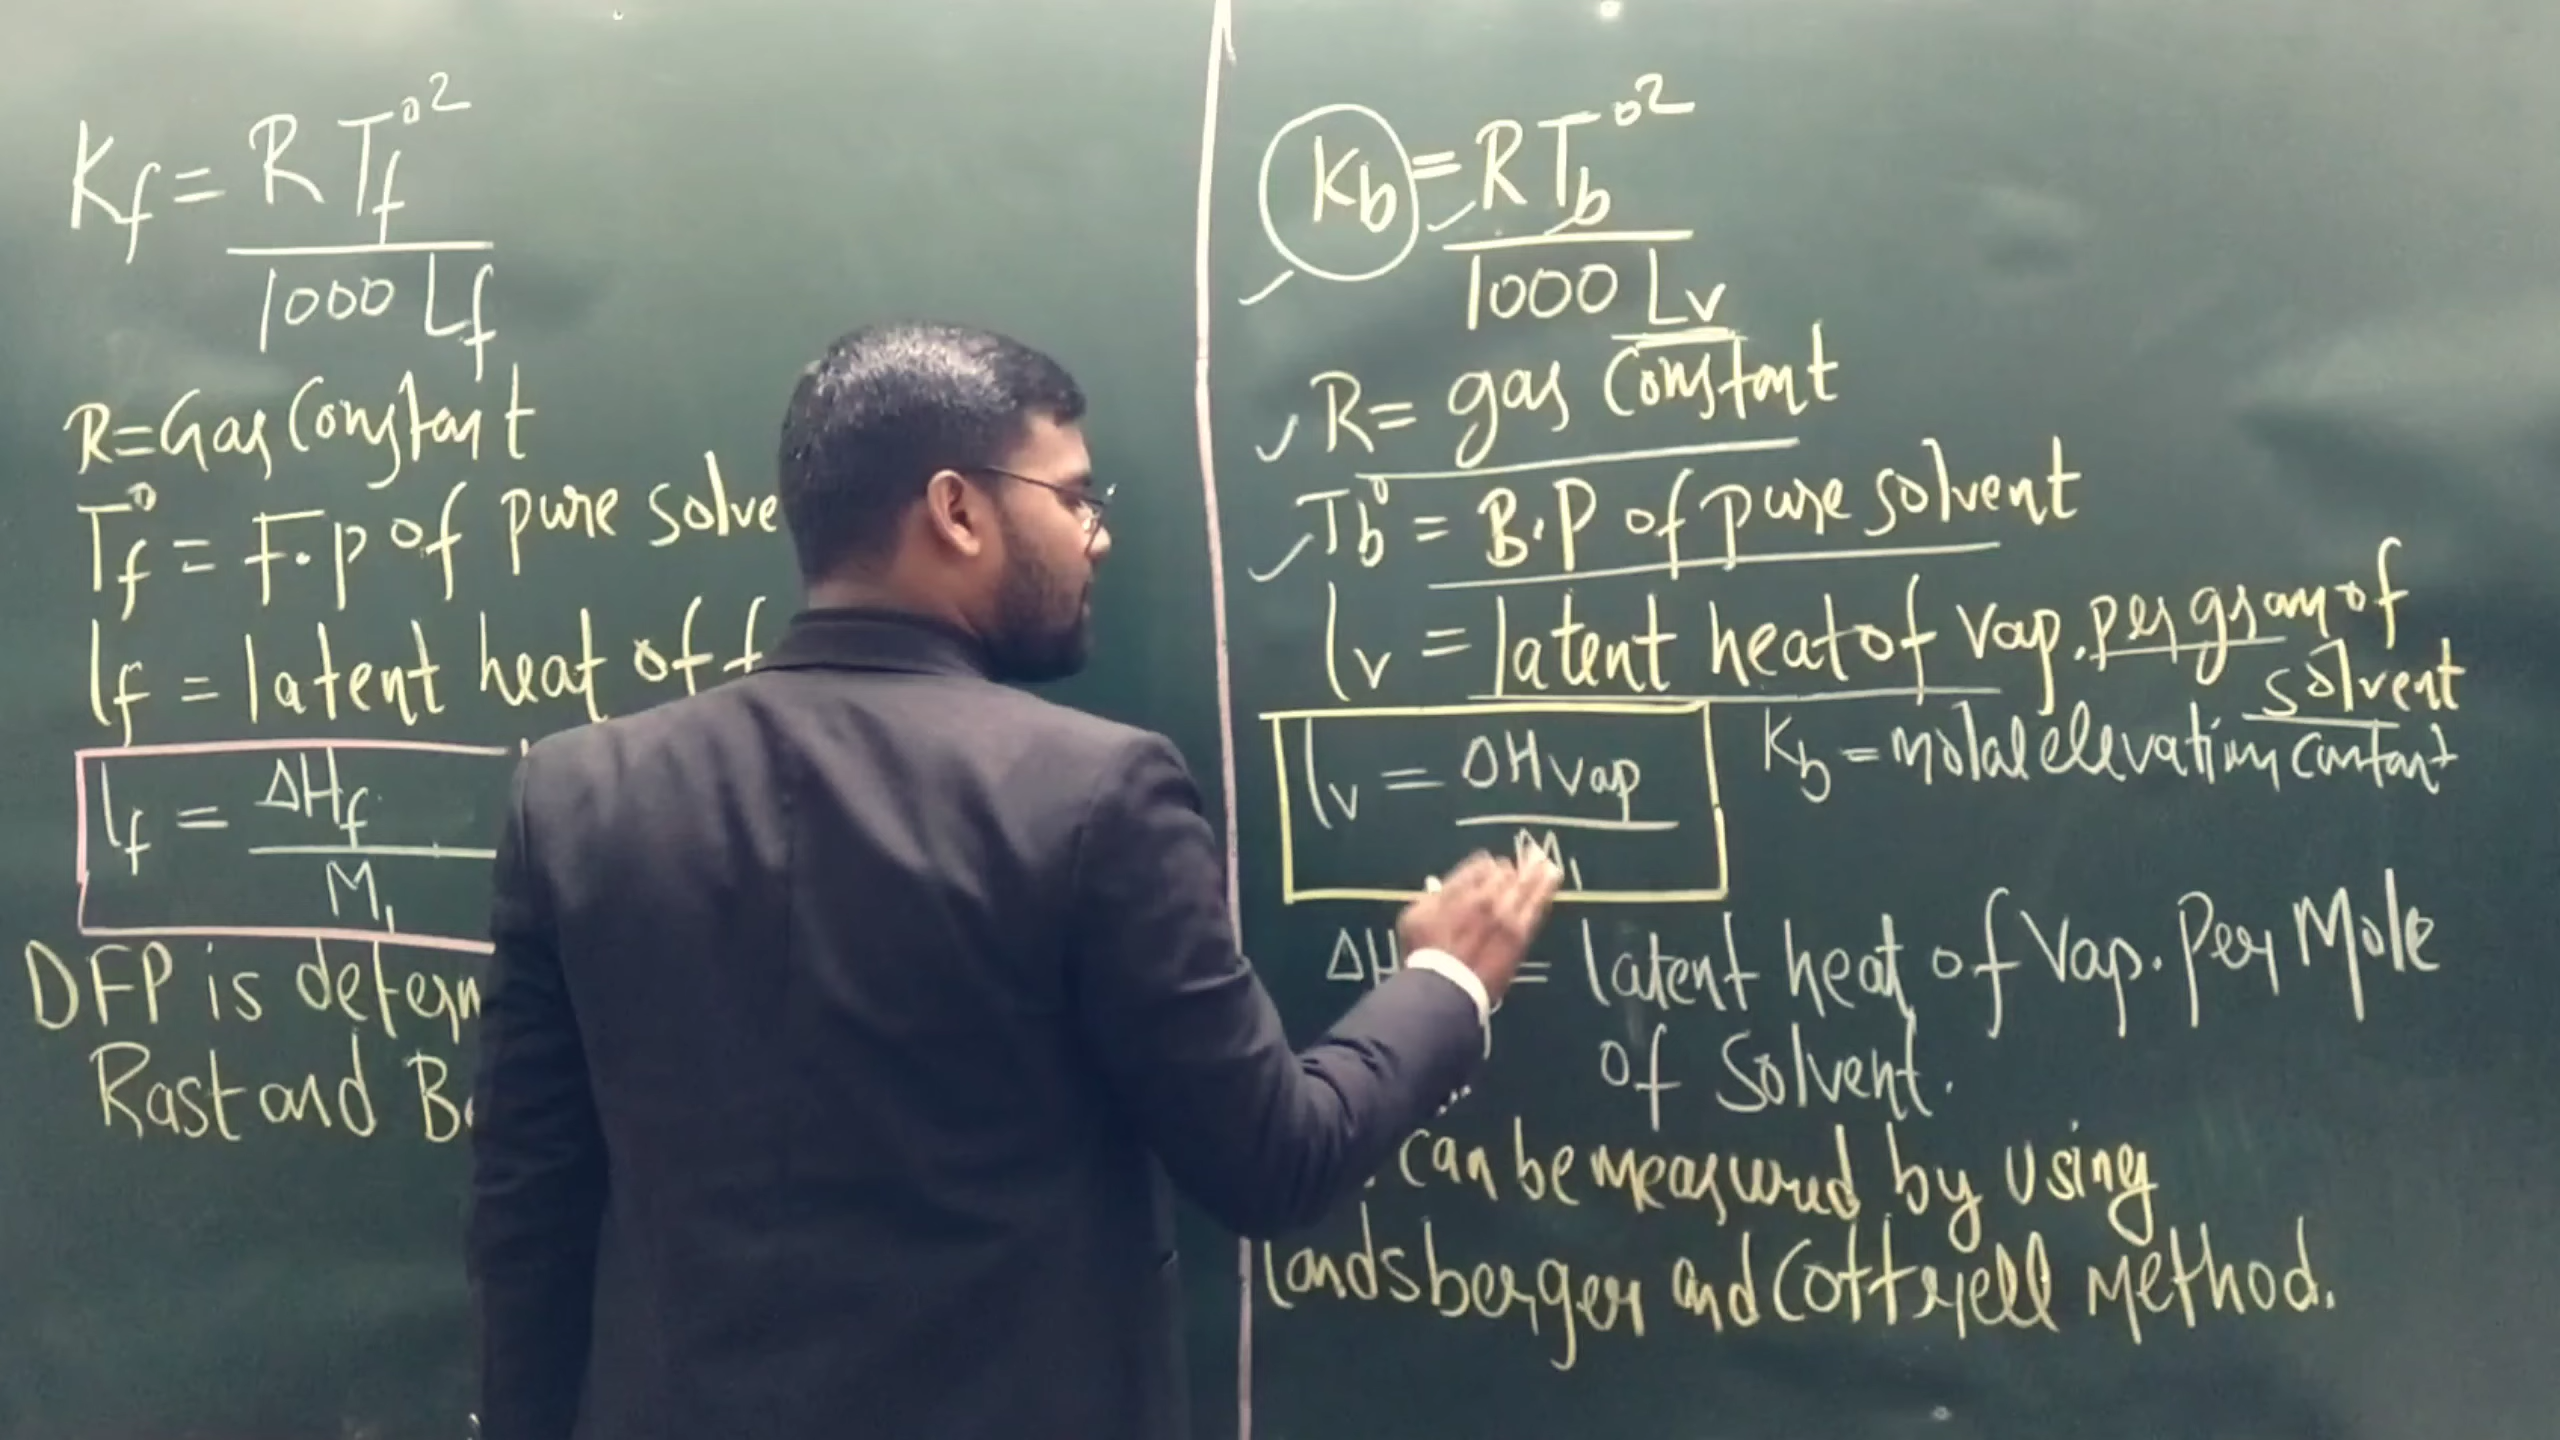 Kf = RTf°²
1000 Lf
R = Gas Constant
Tf° = F.p of pure solve
lf = latent heat of f
lf = ΔHf
M₁
DFP is determ
Rast and Be
Kb = RTb°²
1000 Lv
R = gas Constant
Tb° = B.P of pure solvent
lv = latent heat of vap. per gram of
solvent
lv = ΔHvap
M₁
Kb = molal elevation constant
ΔH = latent heat of Vap. Per Mole
of Solvent.
can be measured by using
Landsberger and Cottrell Method.